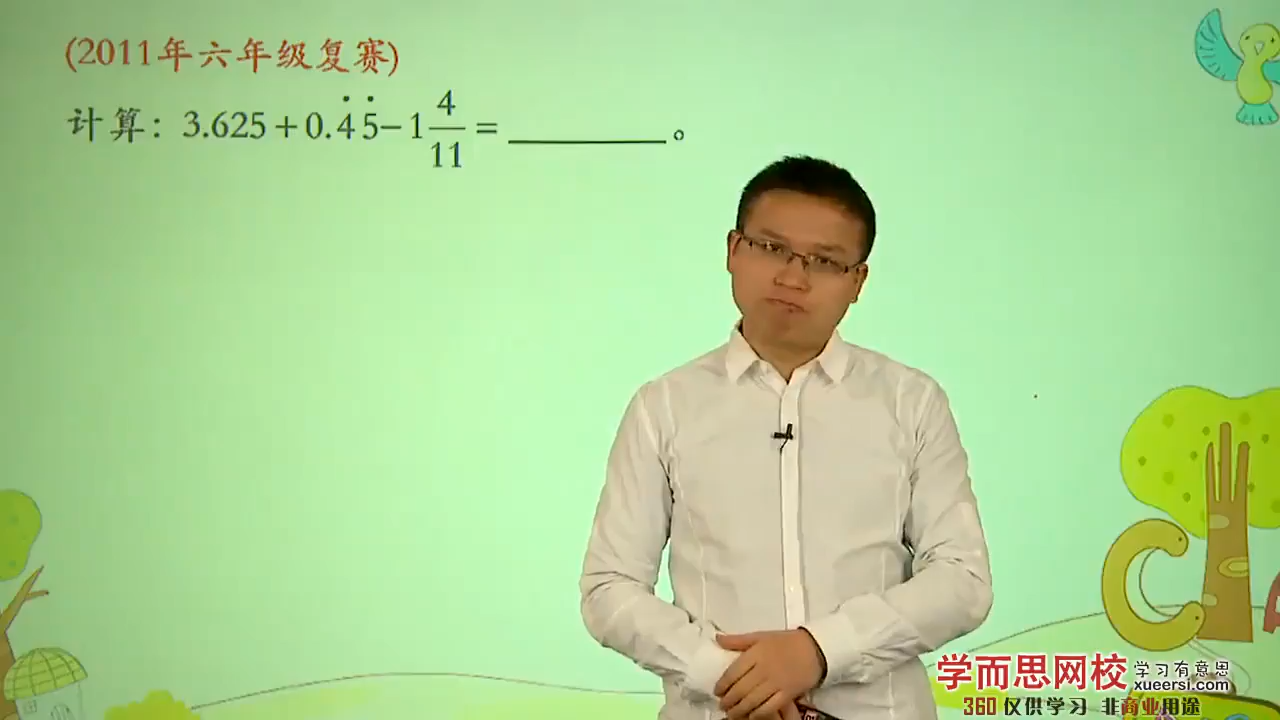 (2011年六年级复赛)
计算：3.625+0.4̇5̇-1 4/11=________。
学而思网校 学习有意思
xueersi.com
360 仅供学习 非商业用途